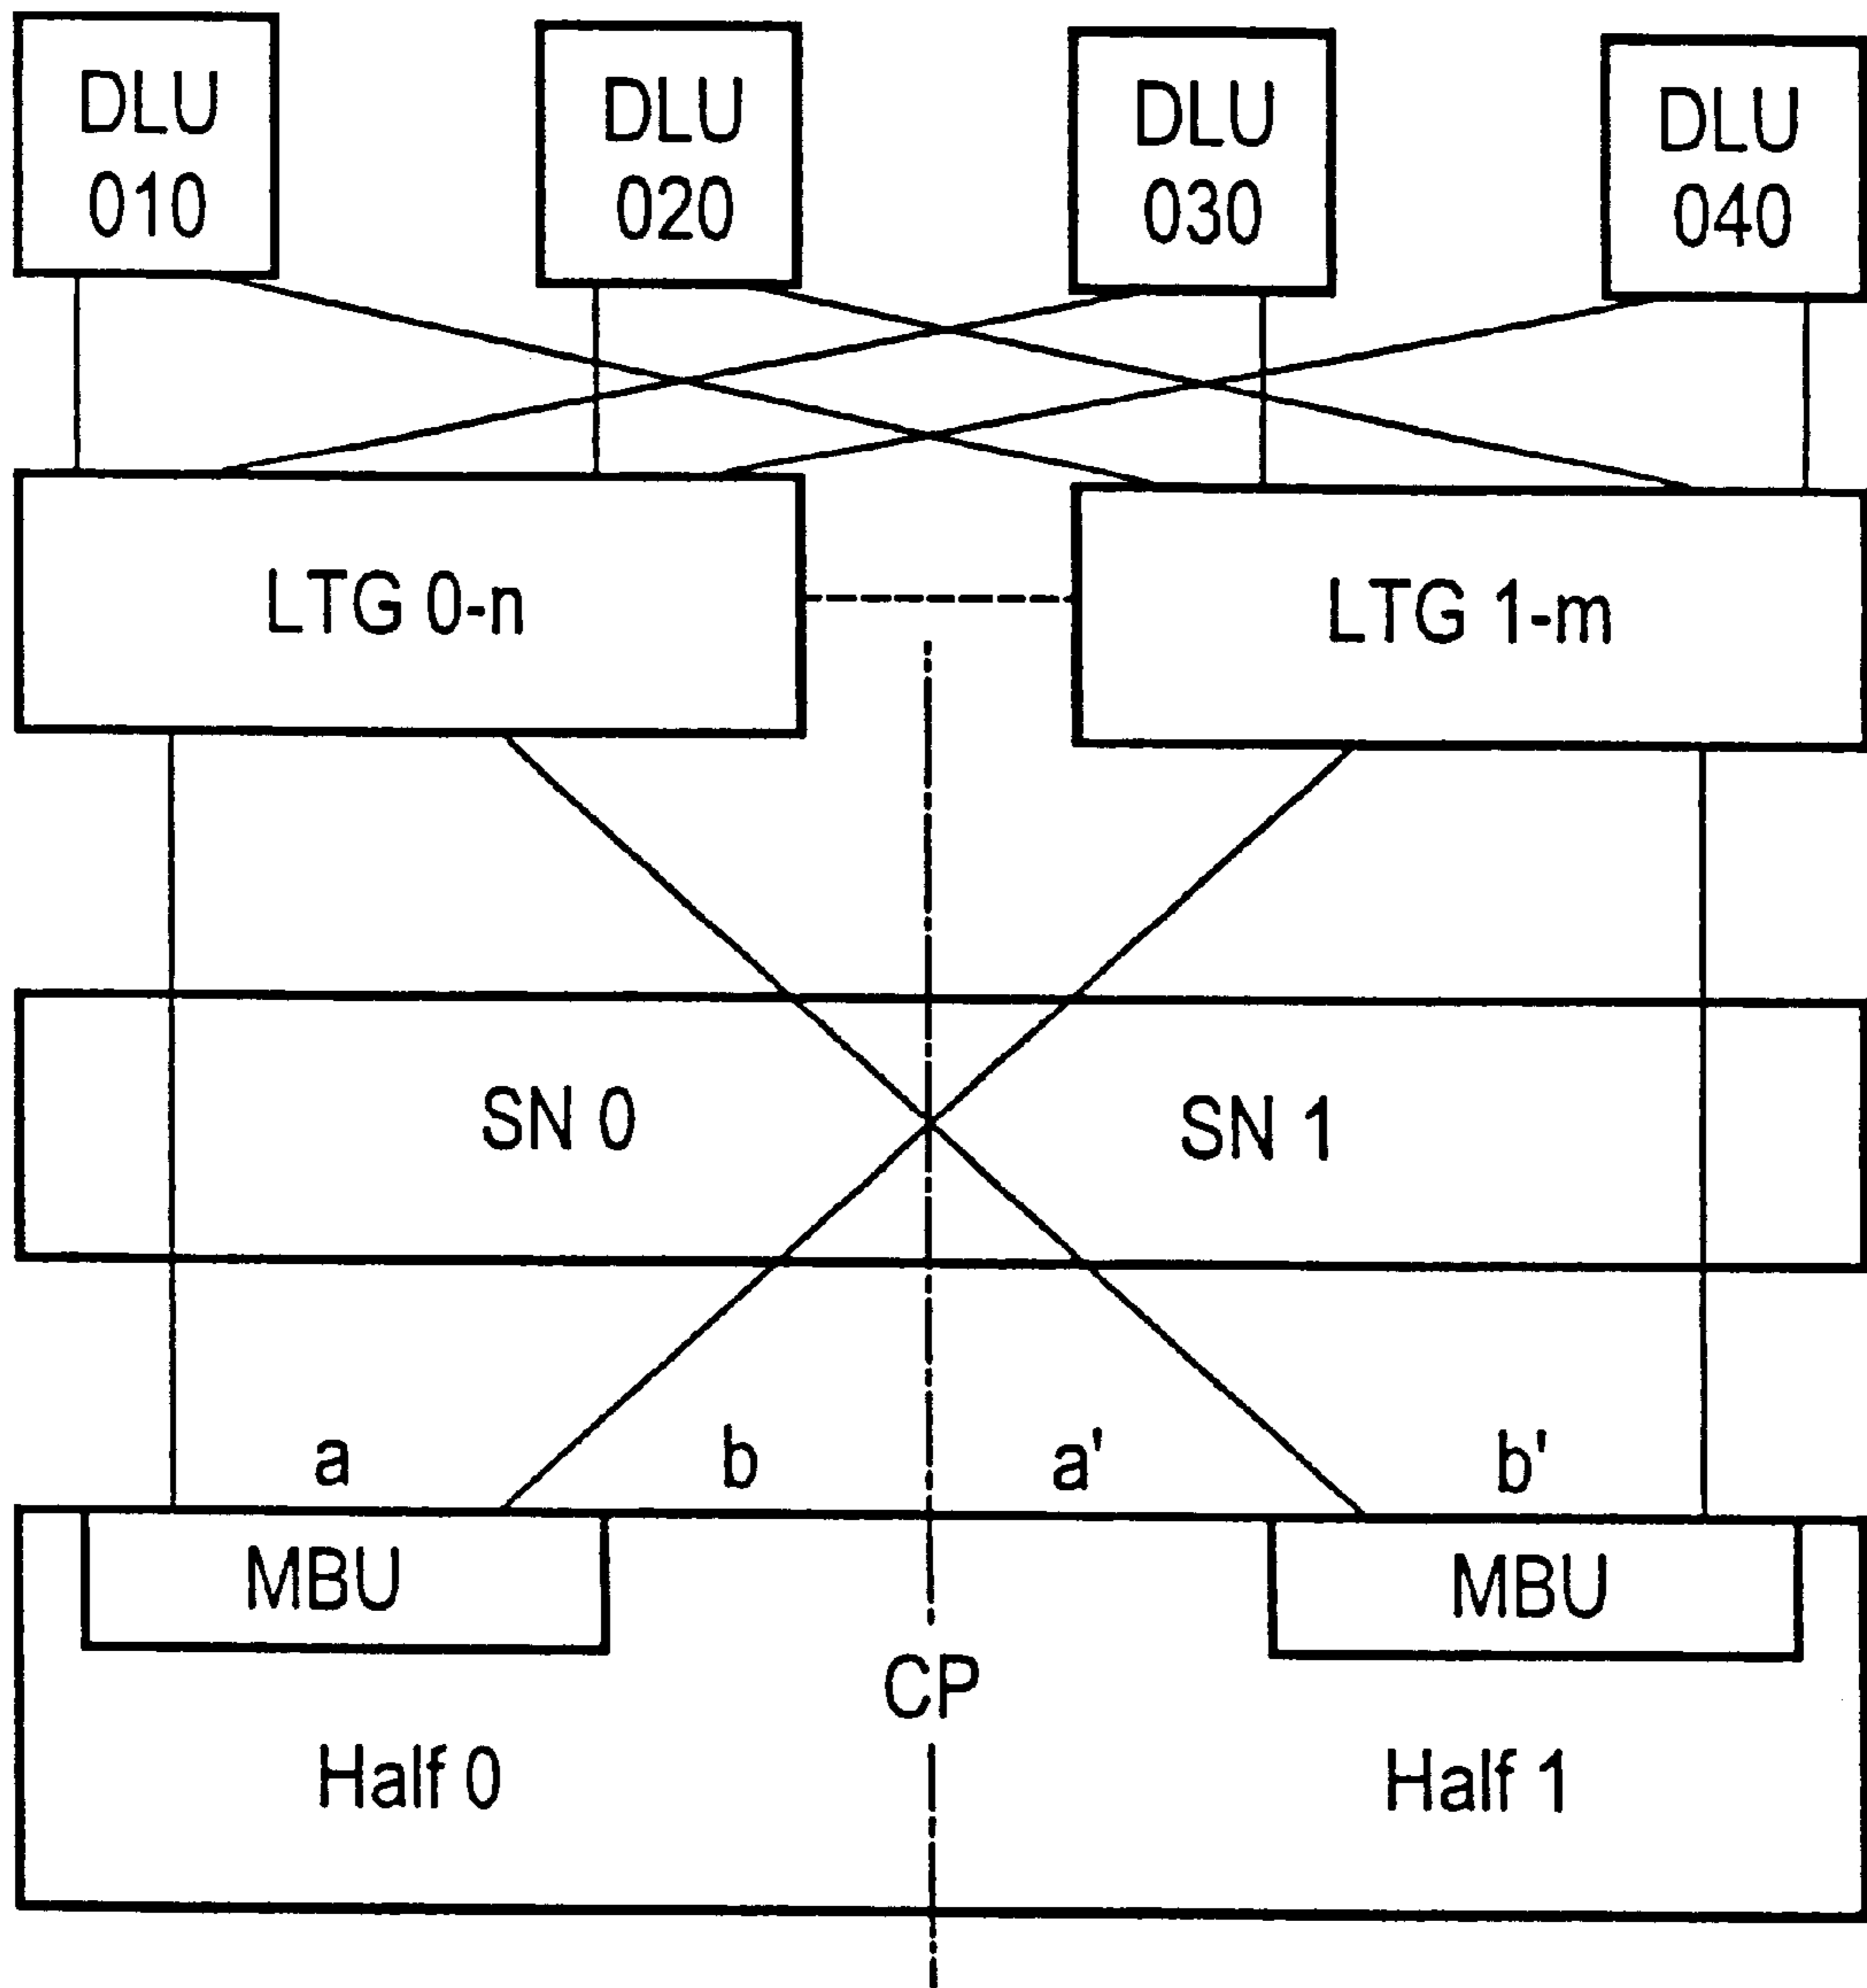 DLU
010
DLU
020
DLU
030
DLU
040
LTG 0-n
LTG 1-m
SN 0
SN 1
a
b
a'
b'
MBU
MBU
CP
Half 0
Half 1